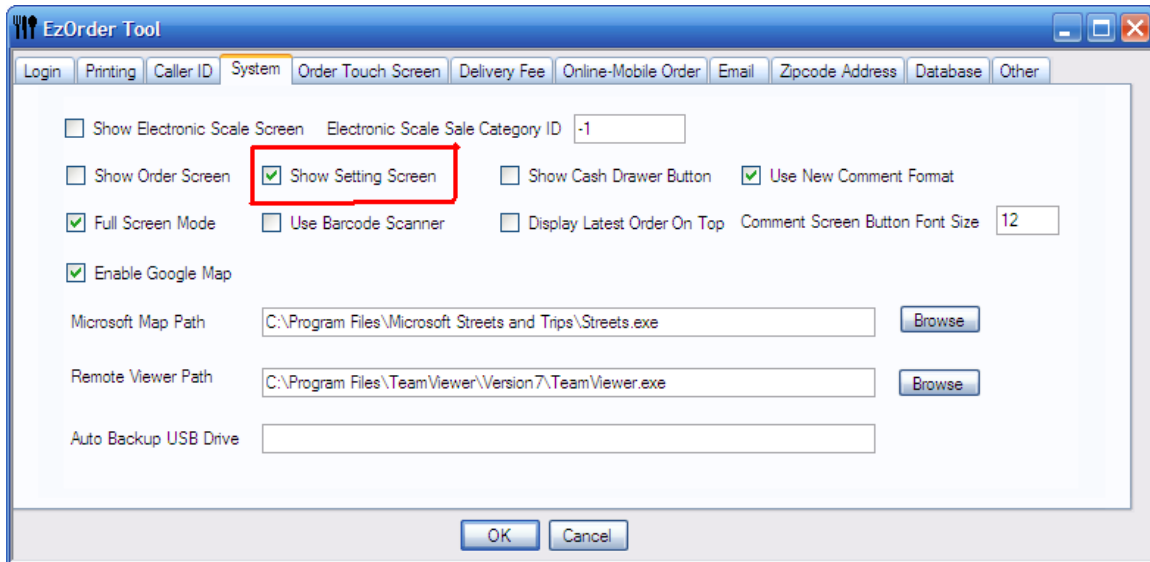 EzOrder Tool
Login Printing Caller ID System Order Touch Screen Delivery Fee Online-Mobile Order Email Zipcode Address Database Other
Show Electronic Scale Screen Electronic Scale Sale Category ID -1
Show Order Screen Show Setting Screen Show Cash Drawer Button Use New Comment Format
Full Screen Mode Use Barcode Scanner Display Latest Order On Top Comment Screen Button Font Size 12
Enable Google Map
Microsoft Map Path C:\Program Files\Microsoft Streets and Trips\Streets.exe Browse
Remote Viewer Path C:\Program Files\TeamViewer\Version7\TeamViewer.exe Browse
Auto Backup USB Drive
OK Cancel